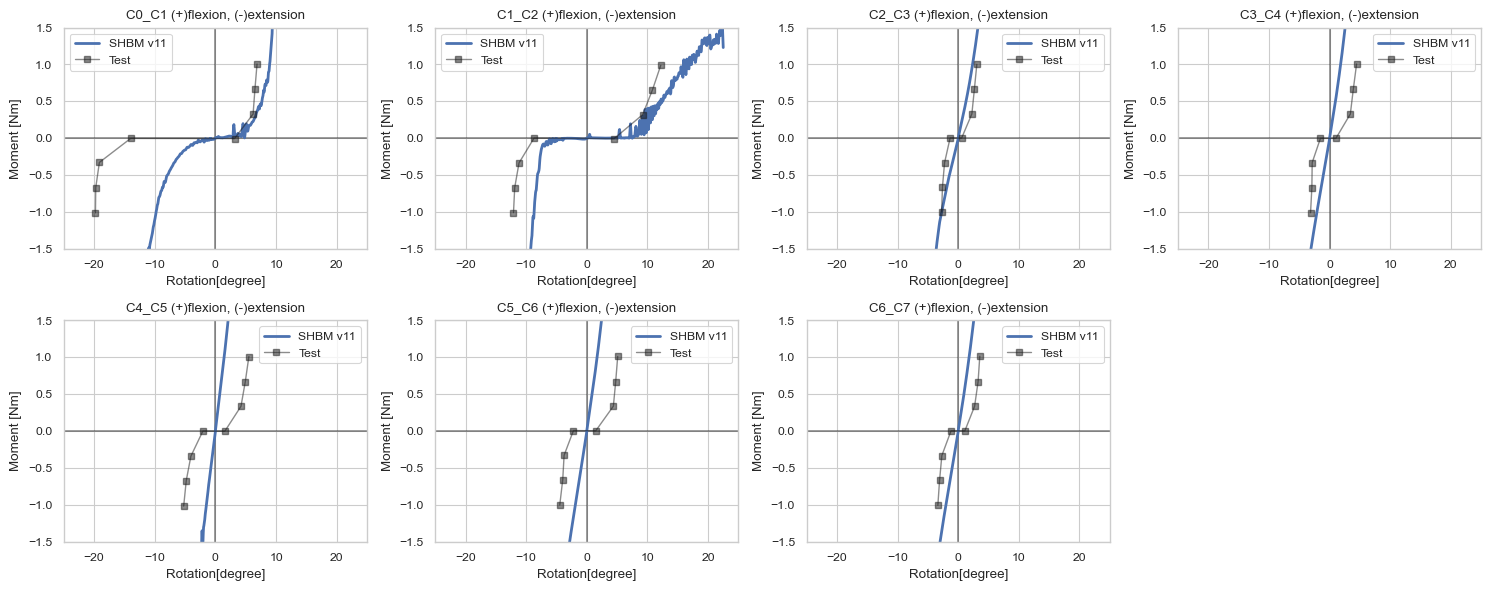 C0_C1 (+)flexion, (-)extension
SHBM v11
Test
Moment [Nm]
1.5
1.0
0.5
0.0
−0.5
−1.0
−1.5
−20 −10 0 10 20
Rotation[degree]
C1_C2 (+)flexion, (-)extension
SHBM v11
Test
Moment [Nm]
1.5
1.0
0.5
0.0
−0.5
−1.0
−1.5
−20 −10 0 10 20
Rotation[degree]
C2_C3 (+)flexion, (-)extension
SHBM v11
Test
Moment [Nm]
1.5
1.0
0.5
0.0
−0.5
−1.0
−1.5
−20 −10 0 10 20
Rotation[degree]
C3_C4 (+)flexion, (-)extension
SHBM v11
Test
Moment [Nm]
1.5
1.0
0.5
0.0
−0.5
−1.0
−1.5
−20 −10 0 10 20
Rotation[degree]
C4_C5 (+)flexion, (-)extension
SHBM v11
Test
Moment [Nm]
1.5
1.0
0.5
0.0
−0.5
−1.0
−1.5
−20 −10 0 10 20
Rotation[degree]
C5_C6 (+)flexion, (-)extension
SHBM v11
Test
Moment [Nm]
1.5
1.0
0.5
0.0
−0.5
−1.0
−1.5
−20 −10 0 10 20
Rotation[degree]
C6_C7 (+)flexion, (-)extension
SHBM v11
Test
Moment [Nm]
1.5
1.0
0.5
0.0
−0.5
−1.0
−1.5
−20 −10 0 10 20
Rotation[degree]